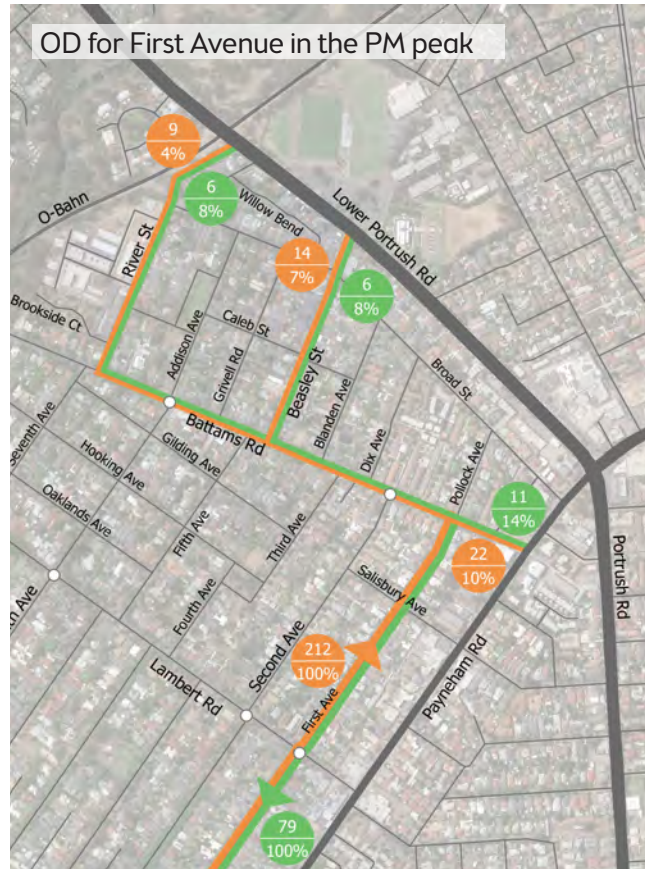 OD for First Avenue in the PM peak
9
4%
O-Bahn
6
8%
Willow Bend
Lower Portrush Rd
River St
14
7%
6
8%
Brookside Ct
Addison Ave
Caleb St
Grivell Rd
Beasley St
Blanden Ave
Broad St
Seventh Ave
Battams Rd
Gilding Ave
Dix Ave
Pollock Ave
Hooking Ave
Oaklands Ave
Fifth Ave
Third Ave
11
14%
22
10%
Portrush Rd
Salisbury Ave
Fourth Ave
Second Ave
212
100%
Payneham Rd
Ave
Lambert Rd
First Ave
79
100%